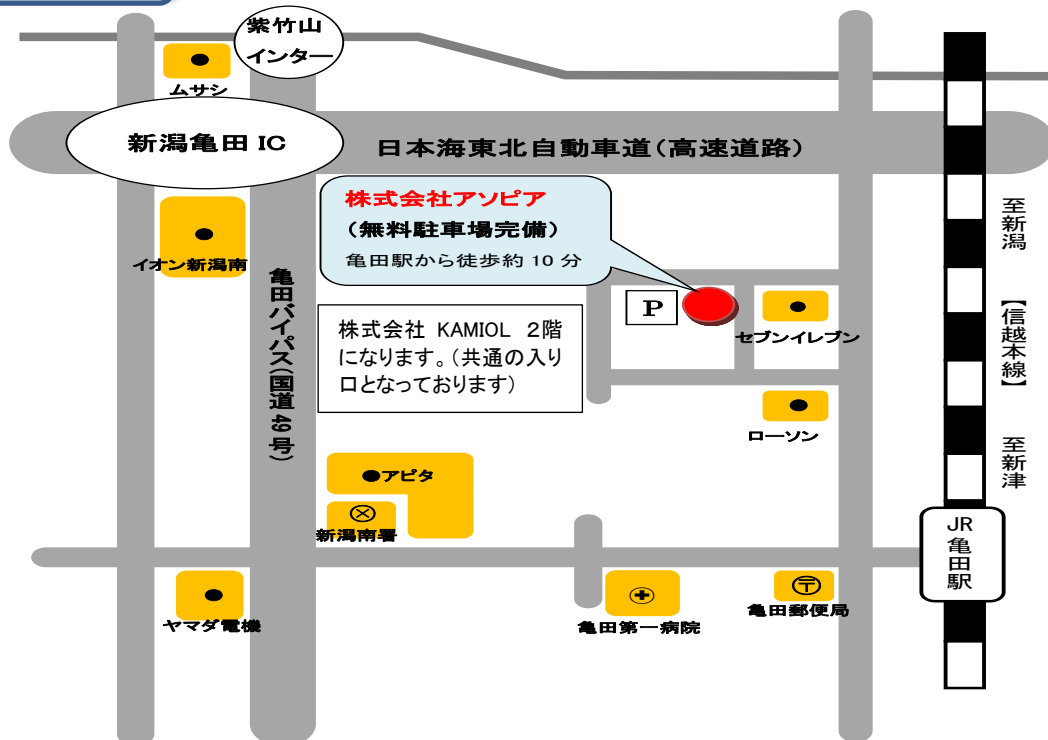 紫竹山
インター
ムサシ
新潟亀田 IC
日本海東北自動車道(高速道路)
株式会社アソピア
(無料駐車場完備)
亀田駅から徒歩約 10 分
イオン新潟南
亀田バイパス(国道49号)
P
セブンイレブン
株式会社 KAMIOL 2階
になります。(共通の入り
口となっております)
ローソン
至新潟
【信越本線】
至新津
アピタ
新潟南署
JR
亀田駅
ヤマダ電機
亀田第一病院
亀田郵便局